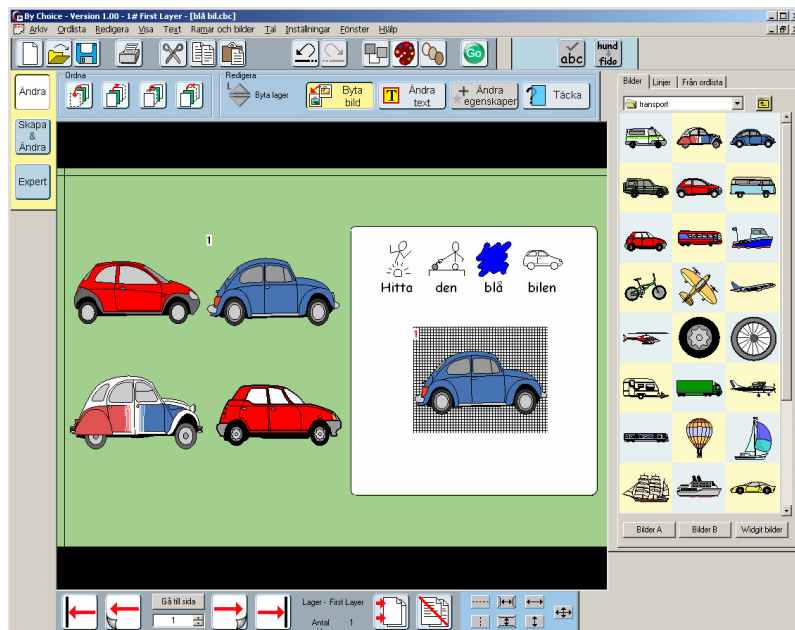 By Choice - Version 1.00 - 1# First Layer - [blå bil.cbc]
Arkiv Ordlista Redigera Visa Text Ramar och bilder Tal Inställningar Fönster Hjälp
Go
abc
hund
fido
Ändra
Skapa
&
Ändra
Expert
Ordna
Redigera
Byta lager
Byta
bild
T
Ändra
text
Ändra
egenskaper
?
Täcka
Bilder Linjer Från ordlista
transport
1
Hitta den blå bilen
1
Bilder A Bilder B Widgit bilder
Gå till sida
1
Lager - First Layer
Antal 1